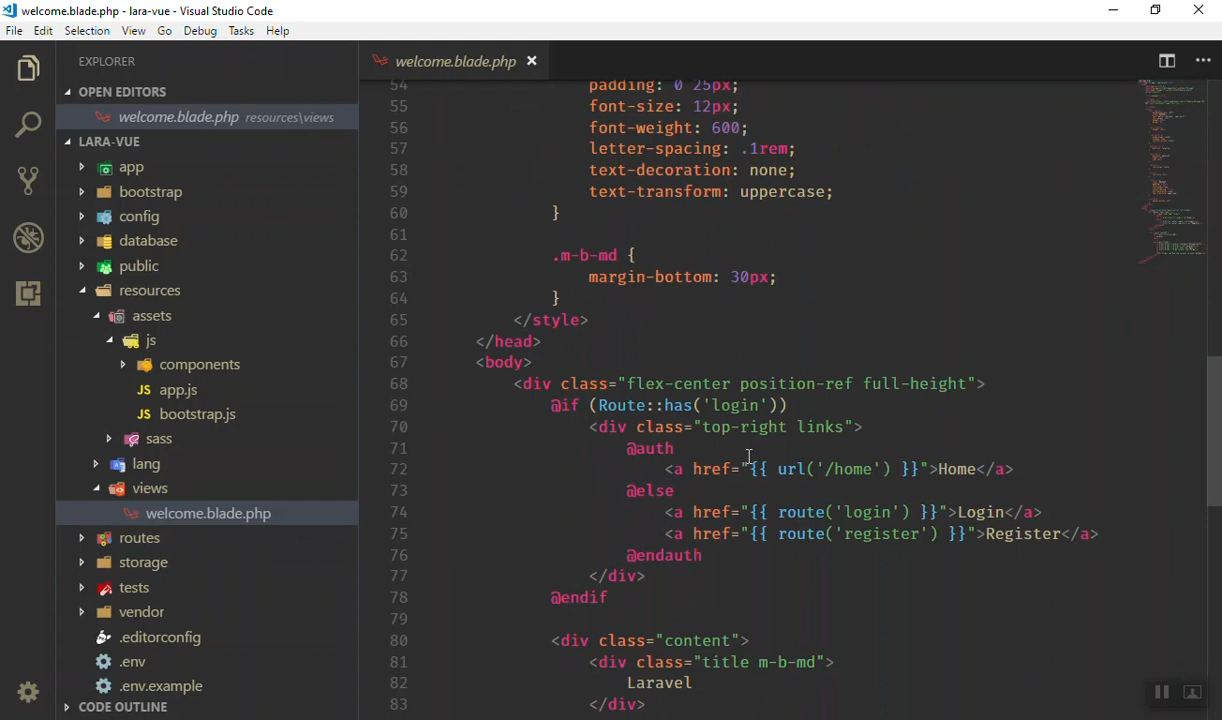 welcome.blade.php - lara-vue - Visual Studio Code
File Edit Selection View Go Debug Tasks Help
EXPLORER
OPEN EDITORS
welcome.blade.php resources\views
LARA-VUE
app
bootstrap
config
database
public
resources
assets
js
components
JS app.js
JS bootstrap.js
sass
lang
views
welcome.blade.php
routes
storage
tests
vendor
.editorconfig
.env
.env.example
CODE OUTLINE
welcome.blade.php
54 padding: 0 25px;
55 font-size: 12px;
56 font-weight: 600;
57 letter-spacing: .1rem;
58 text-decoration: none;
59 text-transform: uppercase;
60 }
61
62 .m-b-md {
63 margin-bottom: 30px;
64 }
65 </style>
66 </head>
67 <body>
68 <div class="flex-center position-ref full-height">
69 @if (Route::has('login'))
70 <div class="top-right links">
71 @auth
72 <a href="{{ url('/home') }}">Home</a>
73 @else
74 <a href="{{ route('login') }}">Login</a>
75 <a href="{{ route('register') }}">Register</a>
76 @endauth
77 </div>
78 @endif
79
80 <div class="content">
81 <div class="title m-b-md">
82 Laravel
83 </div>